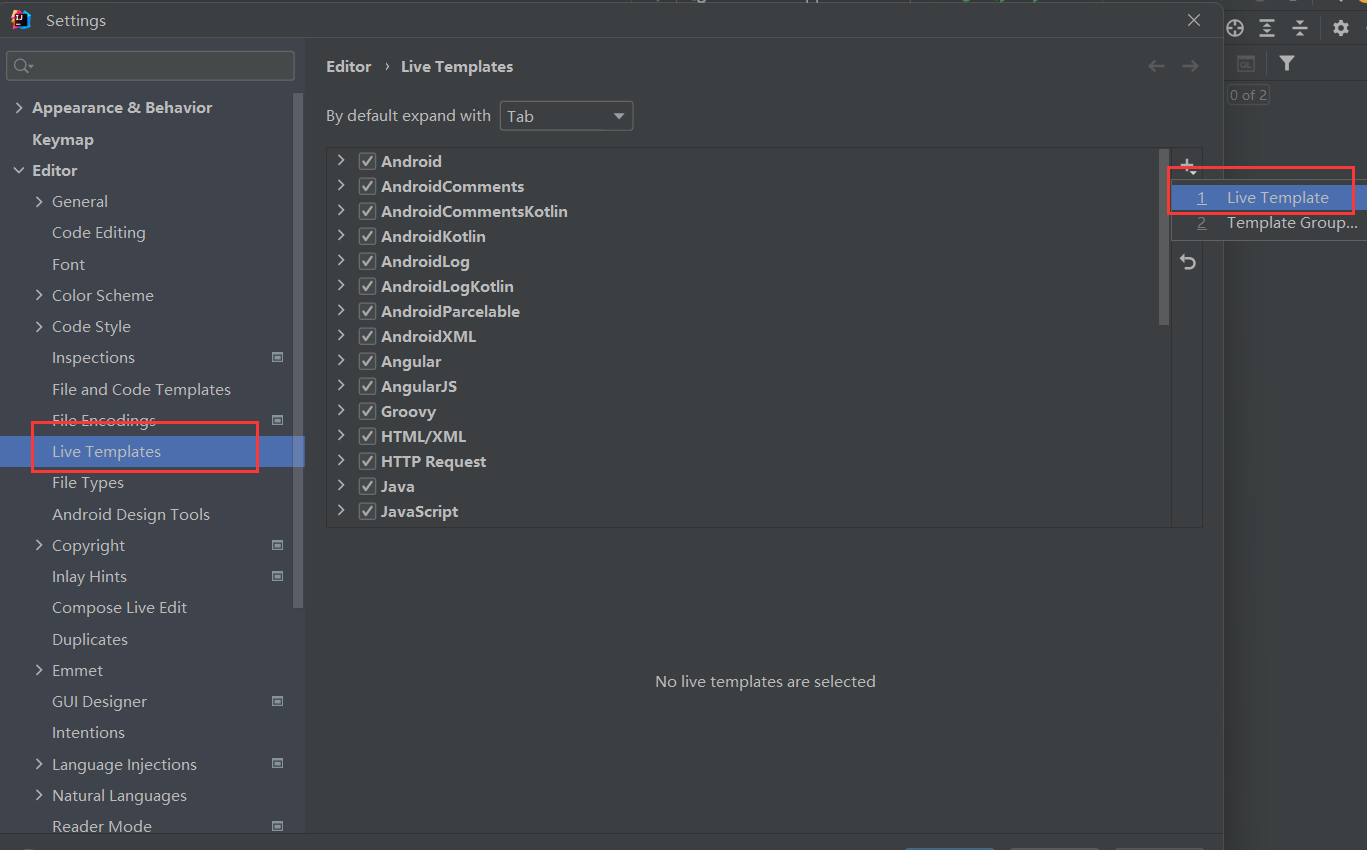 Settings
Editor › Live Templates
0 of 2
Appearance & Behavior
Keymap
Editor
General
Code Editing
Font
Color Scheme
Code Style
Inspections
File and Code Templates
File Encodings
Live Templates
File Types
Android Design Tools
Copyright
Inlay Hints
Compose Live Edit
Duplicates
Emmet
GUI Designer
Intentions
Language Injections
Natural Languages
Reader Mode
By default expand with Tab
Android
AndroidComments
AndroidCommentsKotlin
AndroidKotlin
AndroidLog
AndroidLogKotlin
AndroidParcelable
AndroidXML
Angular
AngularJS
Groovy
HTML/XML
HTTP Request
Java
JavaScript
1 Live Template
2 Template Group...
No live templates are selected